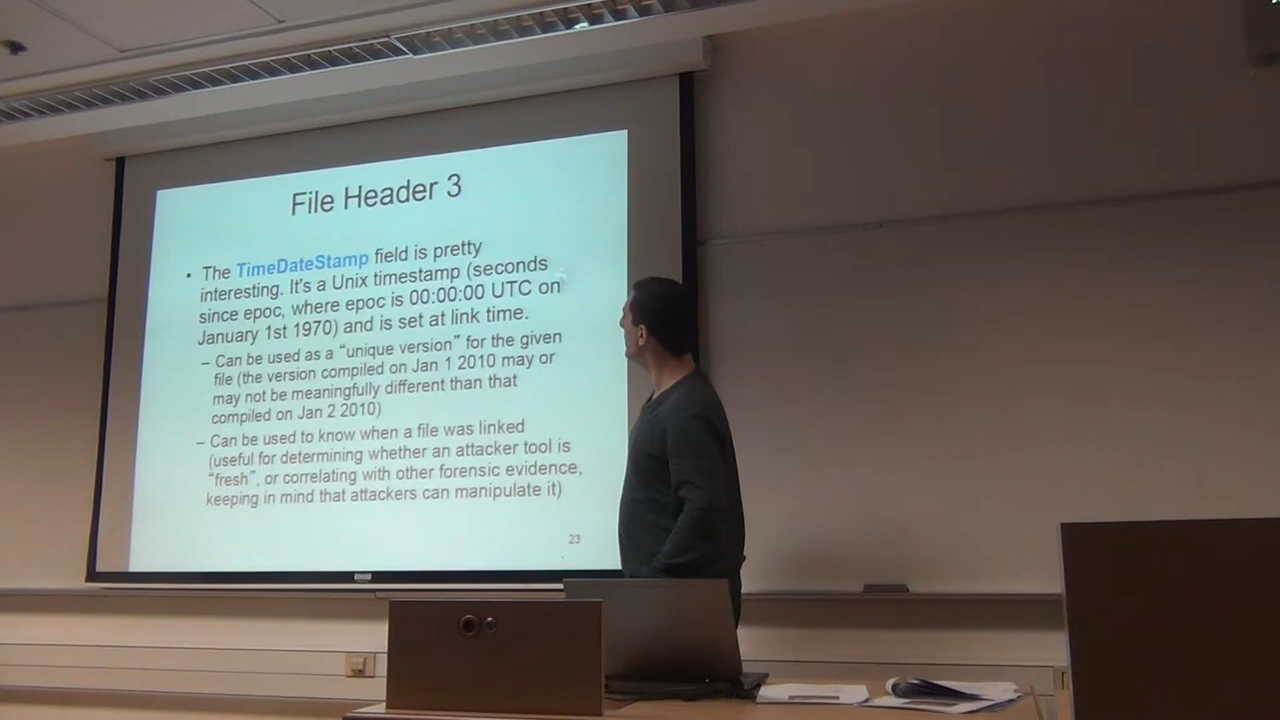 File Header 3
• The TimeDateStamp field is pretty
interesting. It's a Unix timestamp (seconds
since epoc, where epoc is 00:00:00 UTC on
January 1st 1970) and is set at link time.
– Can be used as a “unique version” for the given
file (the version compiled on Jan 1 2010 may or
may not be meaningfully different than that
compiled on Jan 2 2010)
– Can be used to know when a file was linked
(useful for determining whether an attacker tool is
“fresh”, or correlating with other forensic evidence,
keeping in mind that attackers can manipulate it)
23